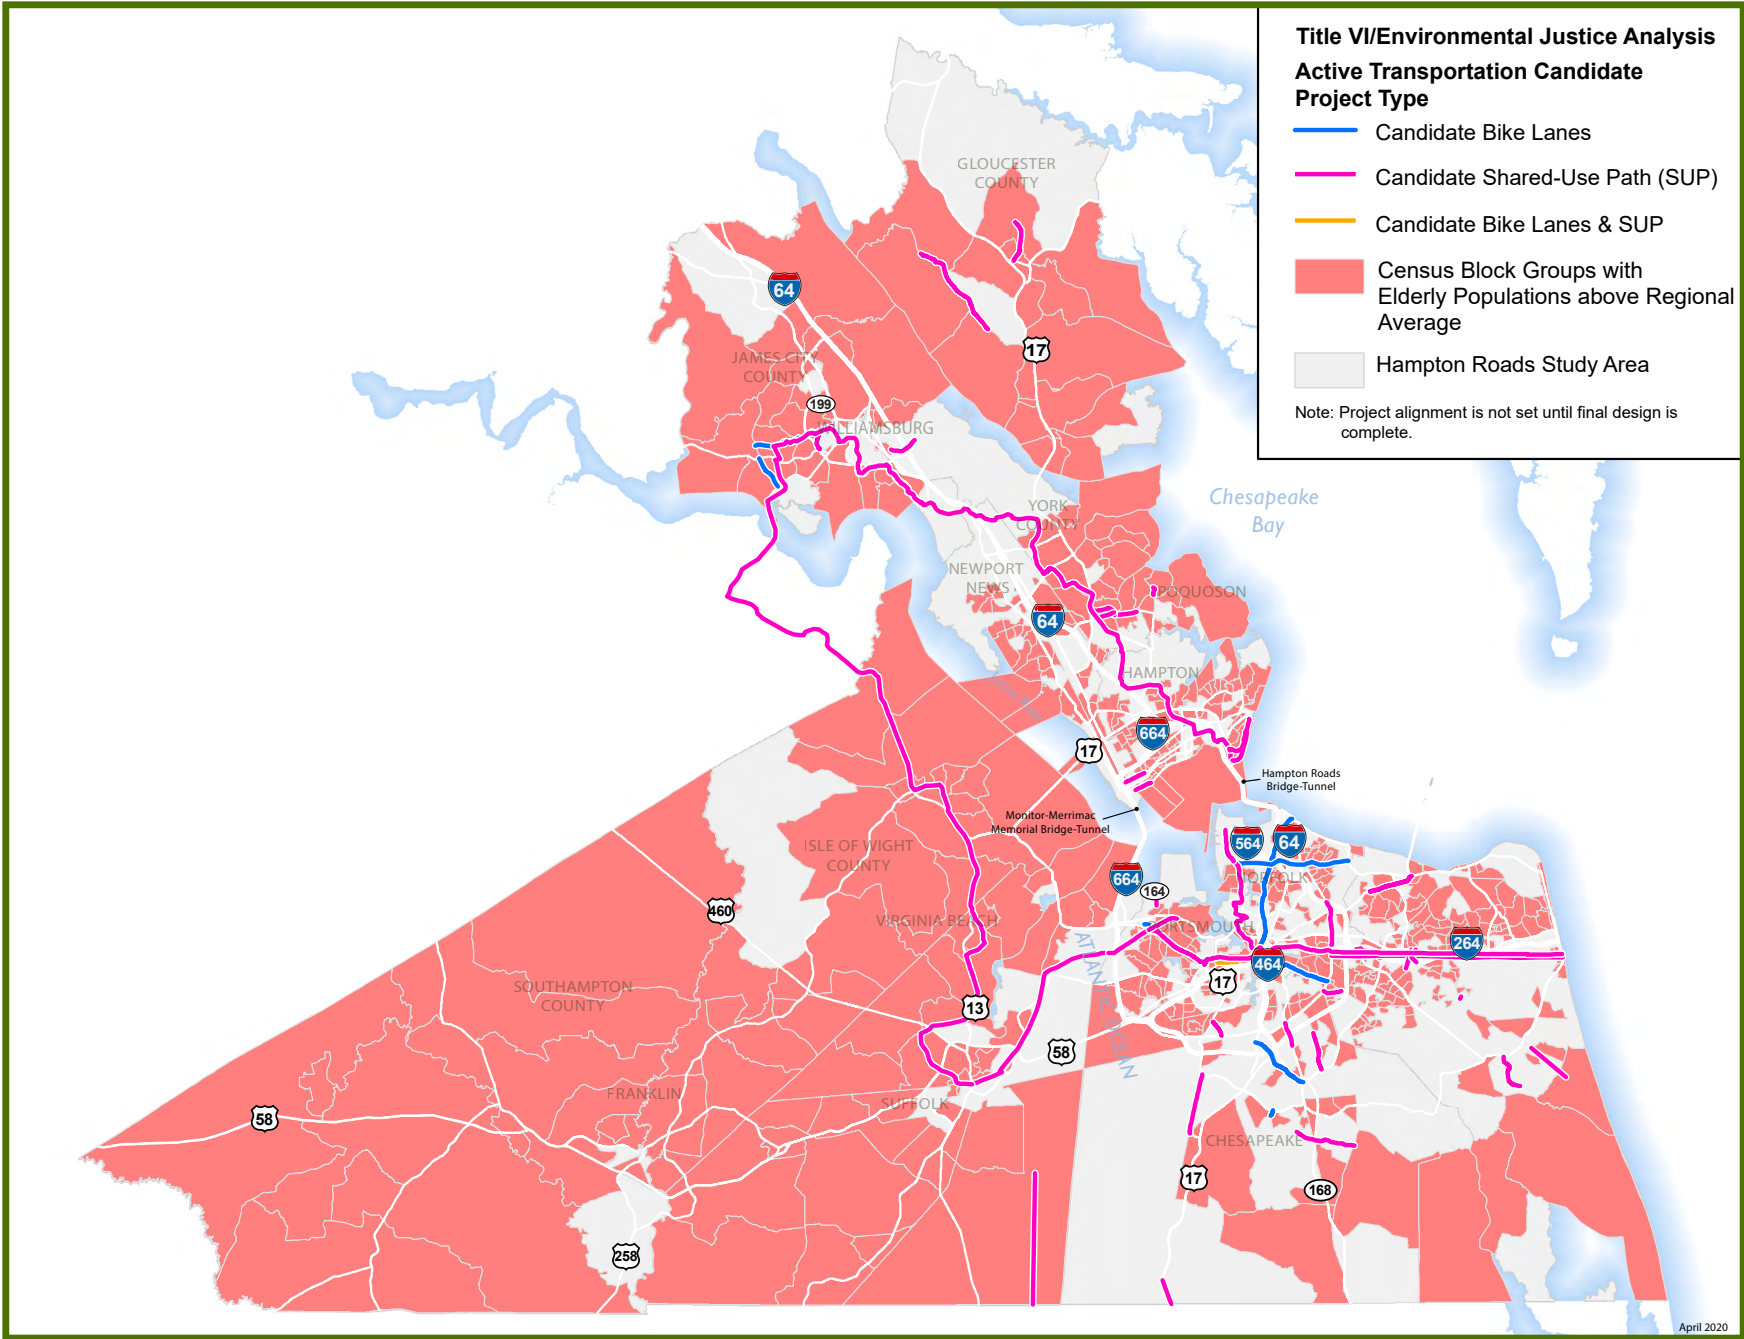 Title VI/Environmental Justice Analysis
Active Transportation Candidate
Project Type
Candidate Bike Lanes
Candidate Shared-Use Path (SUP)
Candidate Bike Lanes & SUP
Census Block Groups with
Elderly Populations above Regional
Average
Hampton Roads Study Area
Note: Project alignment is not set until final design is
complete.
GLOUCESTER
COUNTY
64
17
JAMES CITY
COUNTY
199
WILLIAMSBURG
Chesapeake
Bay
YORK
COUNTY
NEWPORT
NEWS
POQUOSON
64
HAMPTON
664
17
Hampton Roads
Bridge-Tunnel
Monitor-Merrimac
Memorial Bridge-Tunnel
564
64
ISLE OF WIGHT
COUNTY
664
164
NORFOLK
460
VIRGINIA BEACH
PORTSMOUTH
264
464
ATLANTIC OCEAN
17
SOUTHAMPTON
COUNTY
13
58
FRANKLIN
SUFFOLK
58
CHESAPEAKE
17
168
258
April 2020